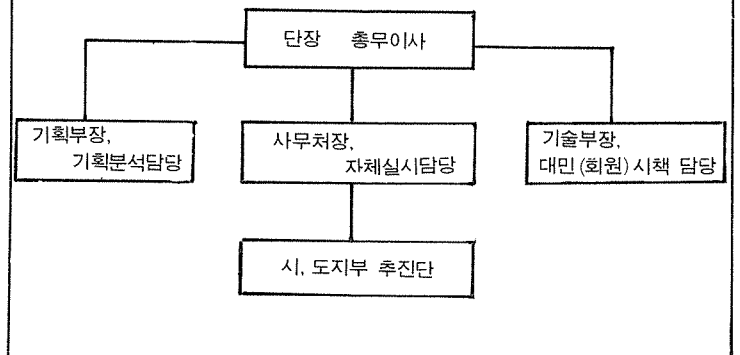 단장 총무이사
기획부장,
기획분석담당
사무처장,
자체실시담당
기술부장,
대민(회원)시책 담당
시, 도지부 추진단